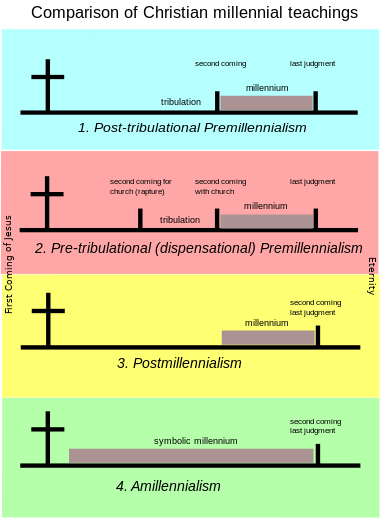 Comparison of Christian millennial teachings
second coming
last judgment
millennium
tribulation
1. Post-tribulational Premillennialism
second coming for
church (rapture)
second coming
with church
last judgment
millennium
tribulation
2. Pre-tribulational (dispensational) Premillennialism
First Coming of Jesus
Eternity
second coming
last judgment
millennium
3. Postmillennialism
second coming
last judgment
symbolic millennium
4. Amillennialism